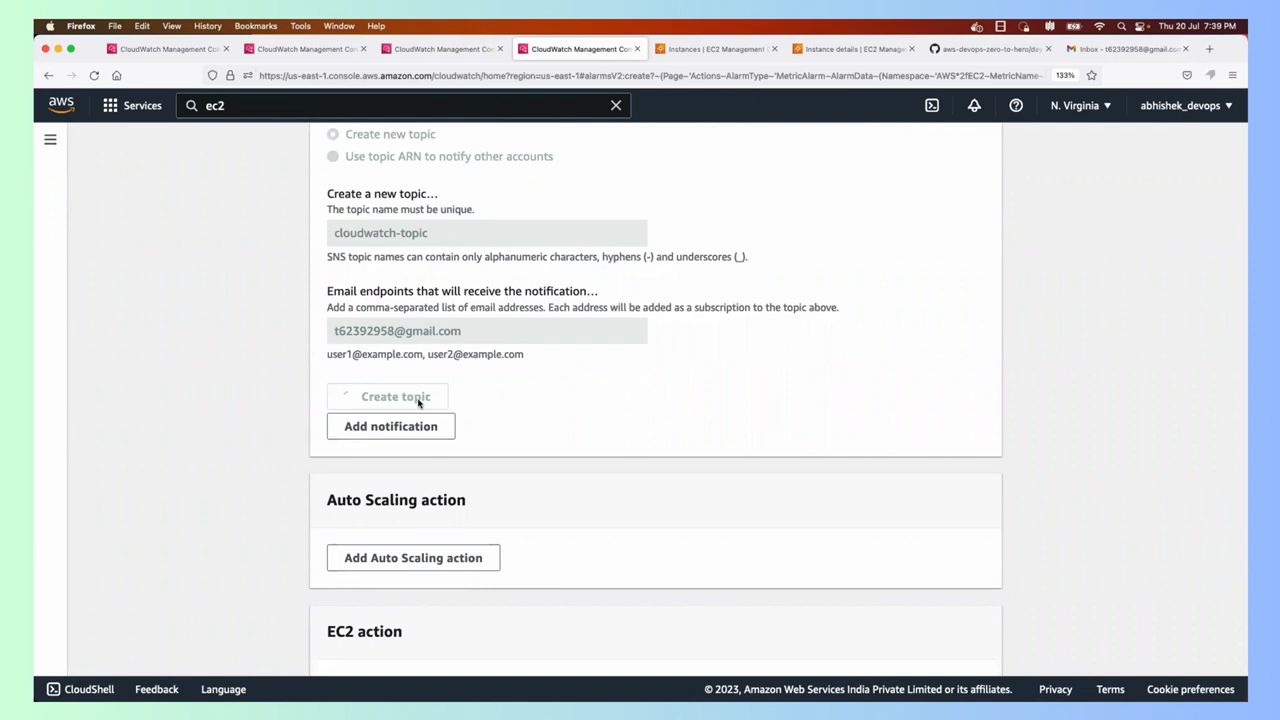 Firefox File Edit View History Bookmarks Tools Window Help Thu 20 Jul 7:39 PM
CloudWatch Management Co CloudWatch Management Co CloudWatch Management Co CloudWatch Management Co Instances | EC2 Management Instance details | EC2 Manage aws-devops-zero-to-hero/day Inbox - t62392958@gmail.com
https://us-east-1.console.aws.amazon.com/cloudwatch/home?region=us-east-1#alarmsV2:create?~(Page~'Actions~AlarmType~'MetricAlarm~AlarmData~(Namespace~'AWS*2fEC2~MetricName~ 133%
aws Services ec2 N. Virginia abhishek_devops
Create new topic
Use topic ARN to notify other accounts
Create a new topic…
The topic name must be unique.
cloudwatch-topic
SNS topic names can contain only alphanumeric characters, hyphens (-) and underscores (_).
Email endpoints that will receive the notification…
Add a comma-separated list of email addresses. Each address will be added as a subscription to the topic above.
t62392958@gmail.com
user1@example.com, user2@example.com
Create topic
Add notification
Auto Scaling action
Add Auto Scaling action
EC2 action
CloudShell Feedback Language © 2023, Amazon Web Services India Private Limited or its affiliates. Privacy Terms Cookie preferences